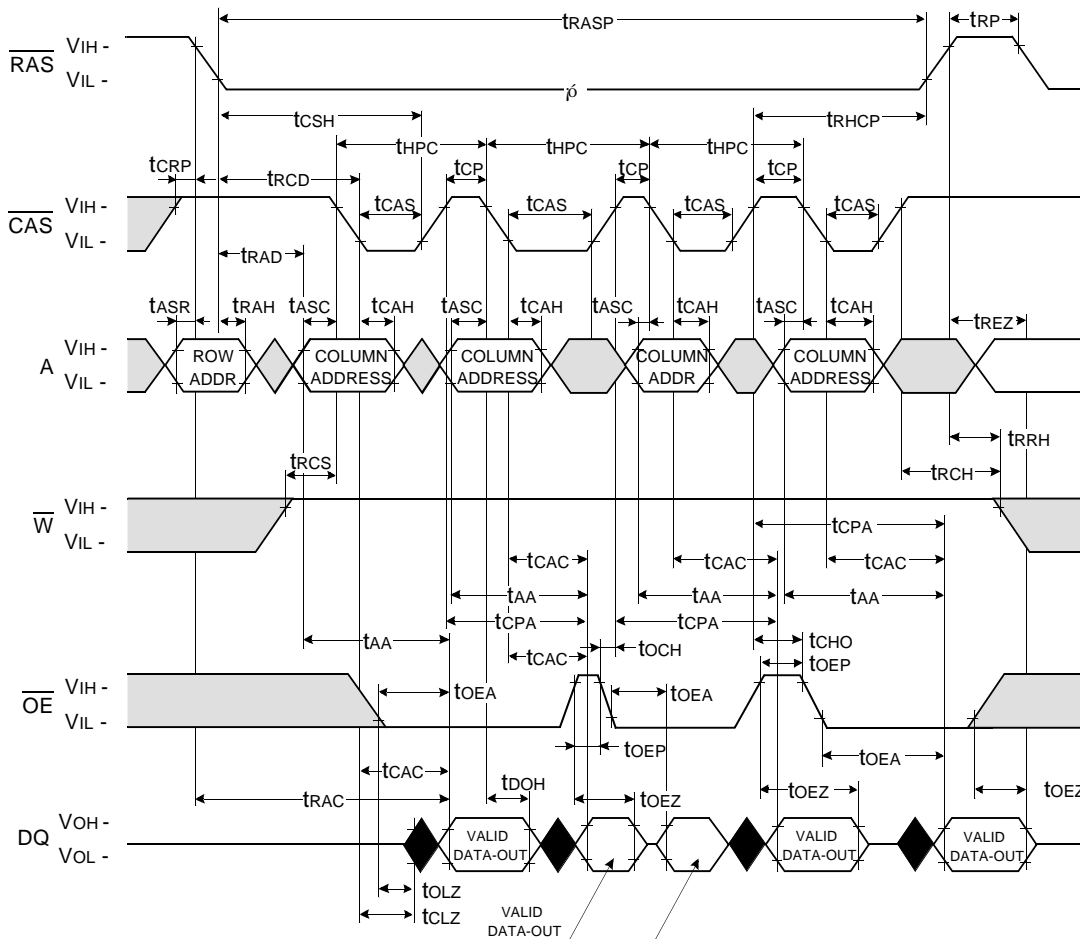 tRASP tRP
RAS VIH -
VIL -
tCSH tRHCP
tHPC tHPC tHPC
tCRP tRCD tCP tCP tCP
CAS VIH -
VIL -
tCAS tCAS tCAS tCAS
tRAD
tASR tRAH tASC tCAH tASC tCAH tASC tCAH tASC tCAH tREZ
A VIH -
VIL -
ROW COLUMN COLUMN COLUMN COLUMN
ADDR ADDRESS ADDRESS ADDR ADDRESS
tRRH
tRCS tRCH
W VIH -
VIL -
tCPA
tCAC tCAC tCAC
tAA tAA tAA
tCPA tCPA
tAA tCHO
tCAC tOCH tOEP
OE VIH -
VIL -
tOEA tOEA
tOEP tOEA
tCAC tDOH
tRAC tOEZ tOEZ tOEZ
DQ VOH -
VOL -
VALID VALID VALID
DATA-OUT DATA-OUT DATA-OUT
tOLZ
tCLZ
VALID
DATA-OUT